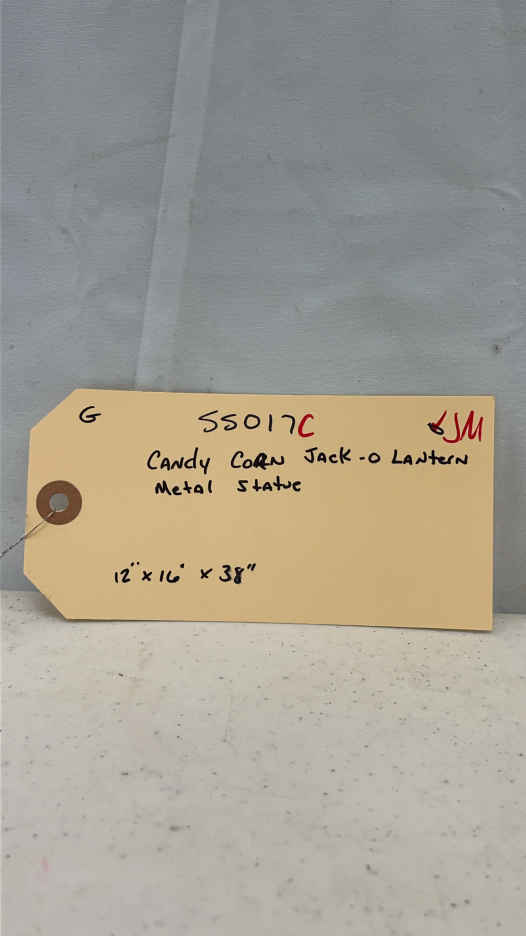 G SS017C JM
Candy Corn Jack-o Lantern
Metal Statue
12" x 16" x 38"